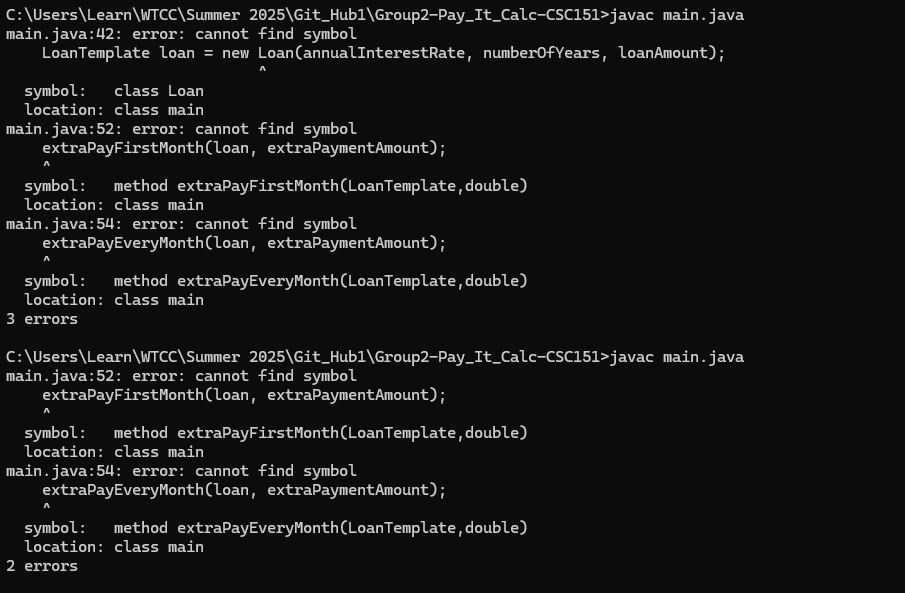 C:\Users\Learn\WTCC\Summer 2025\Git_Hub1\Group2-Pay_It_Calc-CSC151>javac main.java
main.java:42: error: cannot find symbol
    LoanTemplate loan = new Loan(annualInterestRate, numberOfYears, loanAmount);
                            ^
  symbol:   class Loan
  location: class main
main.java:52: error: cannot find symbol
    extraPayFirstMonth(loan, extraPaymentAmount);
    ^
  symbol:   method extraPayFirstMonth(LoanTemplate,double)
  location: class main
main.java:54: error: cannot find symbol
    extraPayEveryMonth(loan, extraPaymentAmount);
    ^
  symbol:   method extraPayEveryMonth(LoanTemplate,double)
  location: class main
3 errors

C:\Users\Learn\WTCC\Summer 2025\Git_Hub1\Group2-Pay_It_Calc-CSC151>javac main.java
main.java:52: error: cannot find symbol
    extraPayFirstMonth(loan, extraPaymentAmount);
    ^
  symbol:   method extraPayFirstMonth(LoanTemplate,double)
  location: class main
main.java:54: error: cannot find symbol
    extraPayEveryMonth(loan, extraPaymentAmount);
    ^
  symbol:   method extraPayEveryMonth(LoanTemplate,double)
  location: class main
2 errors